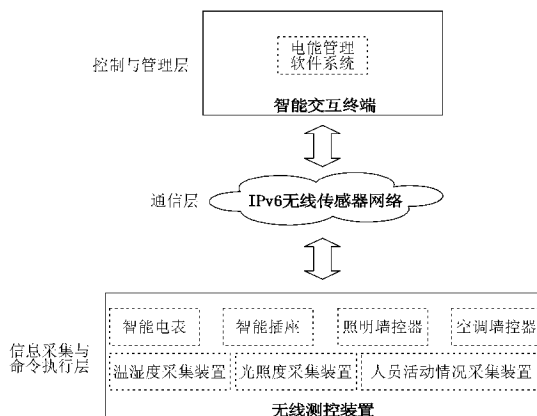 电能管理
软件系统
控制与管理层
智能交互终端
通信层
IPv6无线传感器网络
智能电表
智能插座
照明墙控器
空调墙控器
信息采集与
命令执行层
温湿度采集装置
光照度采集装置
人员活动情况采集装置
无线测控装置